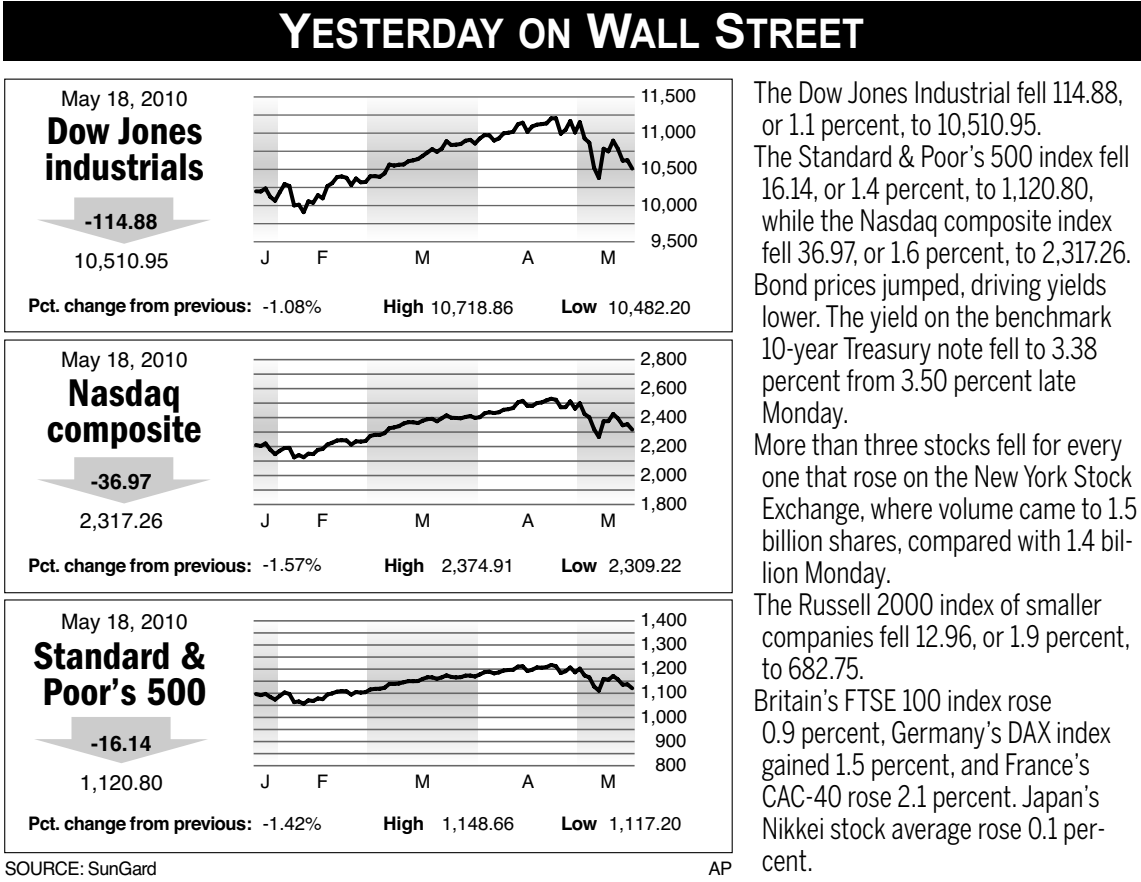 YESTERDAY ON WALL STREET
May 18, 2010
Dow Jones
industrials
-114.88
10,510.95
11,500
11,000
10,500
10,000
9,500
J F M A M
Pct. change from previous: -1.08% High 10,718.86 Low 10,482.20
May 18, 2010
Nasdaq
composite
-36.97
2,317.26
2,800
2,600
2,400
2,200
2,000
1,800
J F M A M
Pct. change from previous: -1.57% High 2,374.91 Low 2,309.22
May 18, 2010
Standard &
Poor's 500
-16.14
1,120.80
1,400
1,300
1,200
1,100
1,000
900
800
J F M A M
Pct. change from previous: -1.42% High 1,148.66 Low 1,117.20
SOURCE: SunGard AP
The Dow Jones Industrial fell 114.88,
or 1.1 percent, to 10,510.95.
The Standard & Poor's 500 index fell
16.14, or 1.4 percent, to 1,120.80,
while the Nasdaq composite index
fell 36.97, or 1.6 percent, to 2,317.26.
Bond prices jumped, driving yields
lower. The yield on the benchmark
10-year Treasury note fell to 3.38
percent from 3.50 percent late
Monday.
More than three stocks fell for every
one that rose on the New York Stock
Exchange, where volume came to 1.5
billion shares, compared with 1.4 bil-
lion Monday.
The Russell 2000 index of smaller
companies fell 12.96, or 1.9 percent,
to 682.75.
Britain's FTSE 100 index rose
0.9 percent, Germany's DAX index
gained 1.5 percent, and France's
CAC-40 rose 2.1 percent. Japan's
Nikkei stock average rose 0.1 per-
cent.